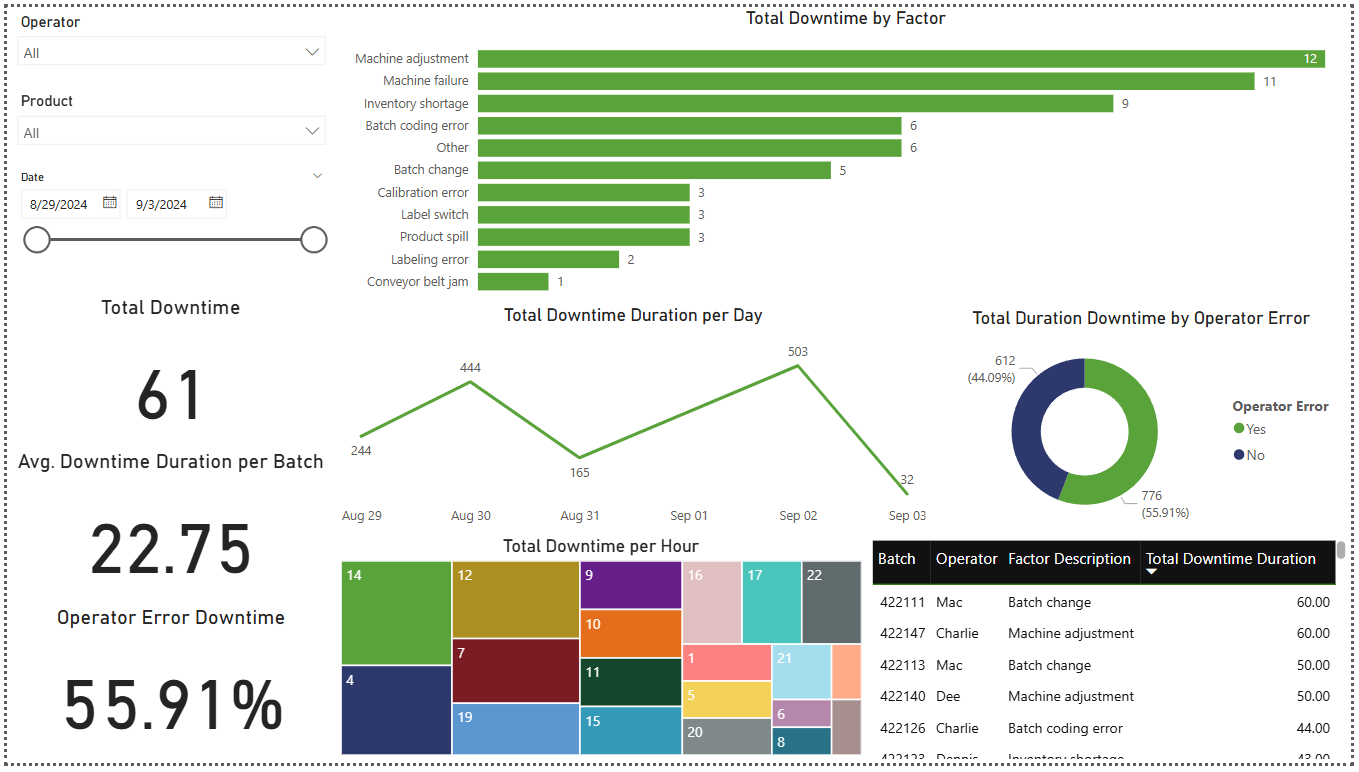 Operator
All
Product
All
Date
8/29/2024 9/3/2024
Total Downtime
61
Avg. Downtime Duration per Batch
22.75
Operator Error Downtime
55.91%
Total Downtime by Factor
Machine adjustment 12
Machine failure 11
Inventory shortage 9
Batch coding error 6
Other 6
Batch change 5
Calibration error 3
Label switch 3
Product spill 3
Labeling error 2
Conveyor belt jam 1
Total Downtime Duration per Day
503
444
244
165
32
Aug 29 Aug 30 Aug 31 Sep 01 Sep 02 Sep 03
Total Duration Downtime by Operator Error
612
(44.09%)
776
(55.91%)
Operator Error
Yes
No
Total Downtime per Hour
14 12 9 16 17 22
10
7 11 1 21
4 5
19 15 6
20 8
Batch Operator Factor Description Total Downtime Duration
422111 Mac Batch change 60.00
422147 Charlie Machine adjustment 60.00
422113 Mac Batch change 50.00
422140 Dee Machine adjustment 50.00
422126 Charlie Batch coding error 44.00
422123 Dennis Inventory shortage 43.00